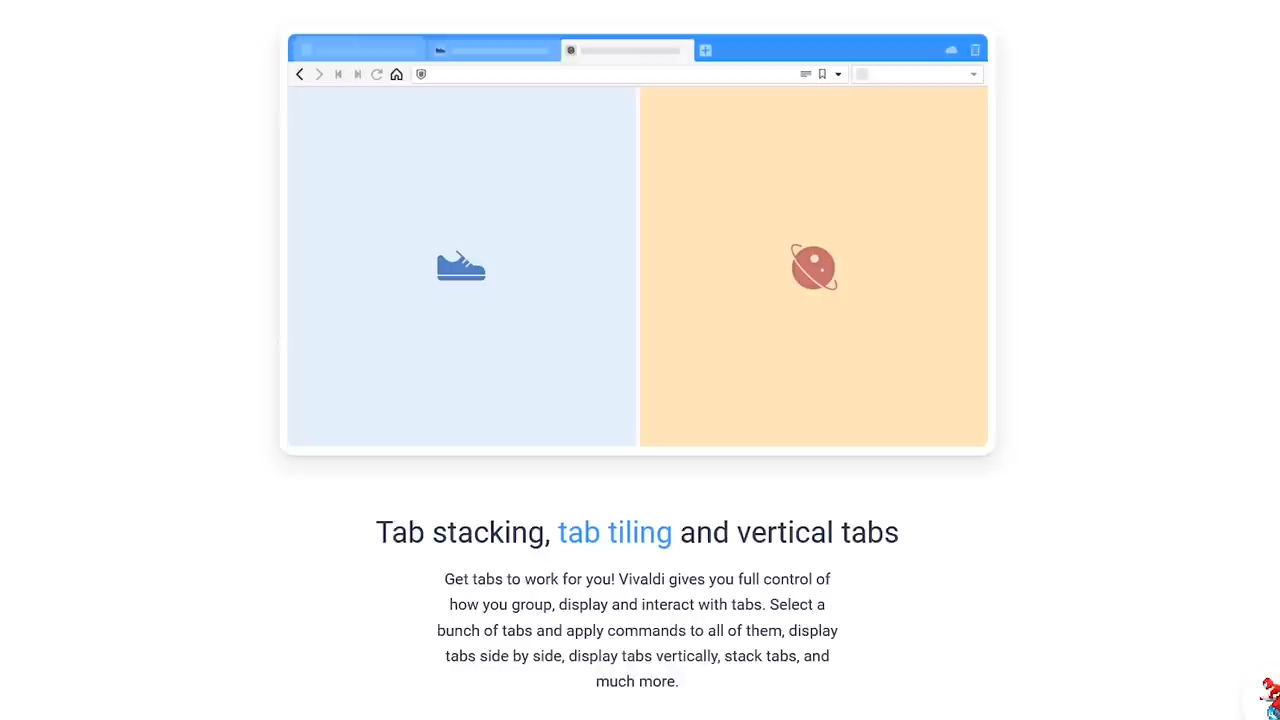 Tab stacking, tab tiling and vertical tabs
Get tabs to work for you! Vivaldi gives you full control of
how you group, display and interact with tabs. Select a
bunch of tabs and apply commands to all of them, display
tabs side by side, display tabs vertically, stack tabs, and
much more.